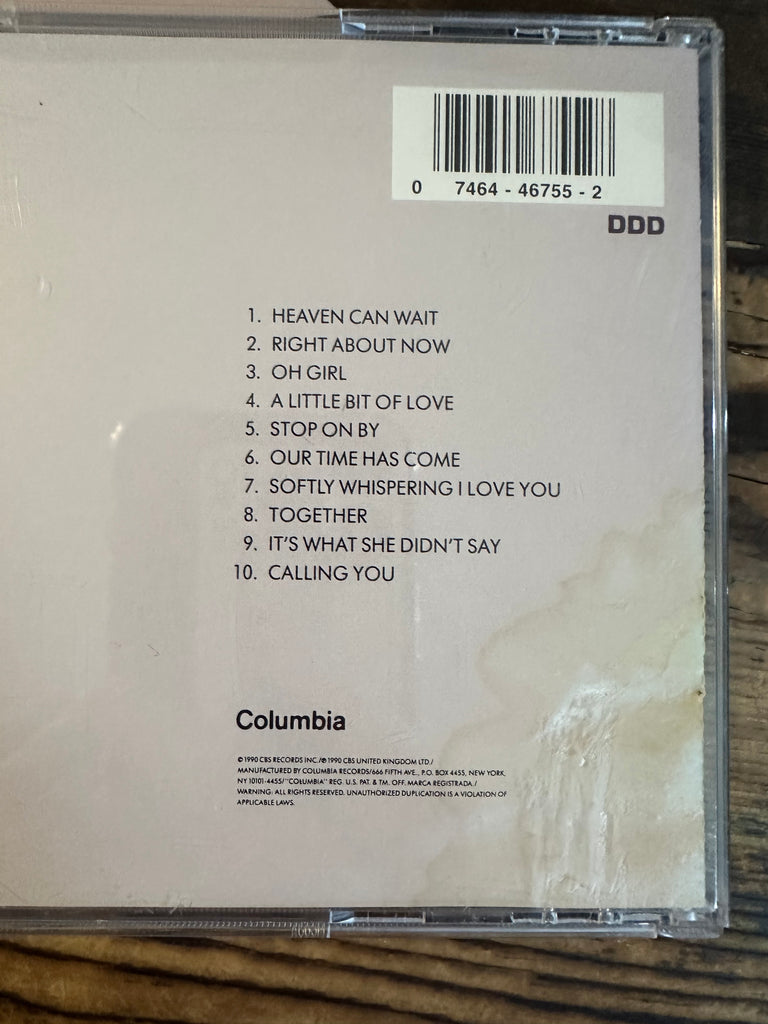 0 7464 - 46755 - 2
DDD
1. HEAVEN CAN WAIT
2. RIGHT ABOUT NOW
3. OH GIRL
4. A LITTLE BIT OF LOVE
5. STOP ON BY
6. OUR TIME HAS COME
7. SOFTLY WHISPERING I LOVE YOU
8. TOGETHER
9. IT'S WHAT SHE DIDN'T SAY
10. CALLING YOU
Columbia
© 1990 CBS RECORDS INC./℗ 1990 CBS UNITED KINGDOM LTD./
MANUFACTURED BY COLUMBIA RECORDS/666 FIFTH AVE., P.O. BOX 4455, NEW YORK,
NY 10101-4455/"COLUMBIA" REG. U.S. PAT. & TM. OFF. MARCA REGISTRADA./
WARNING: ALL RIGHTS RESERVED. UNAUTHORIZED DUPLICATION IS A VIOLATION OF
APPLICABLE LAWS.